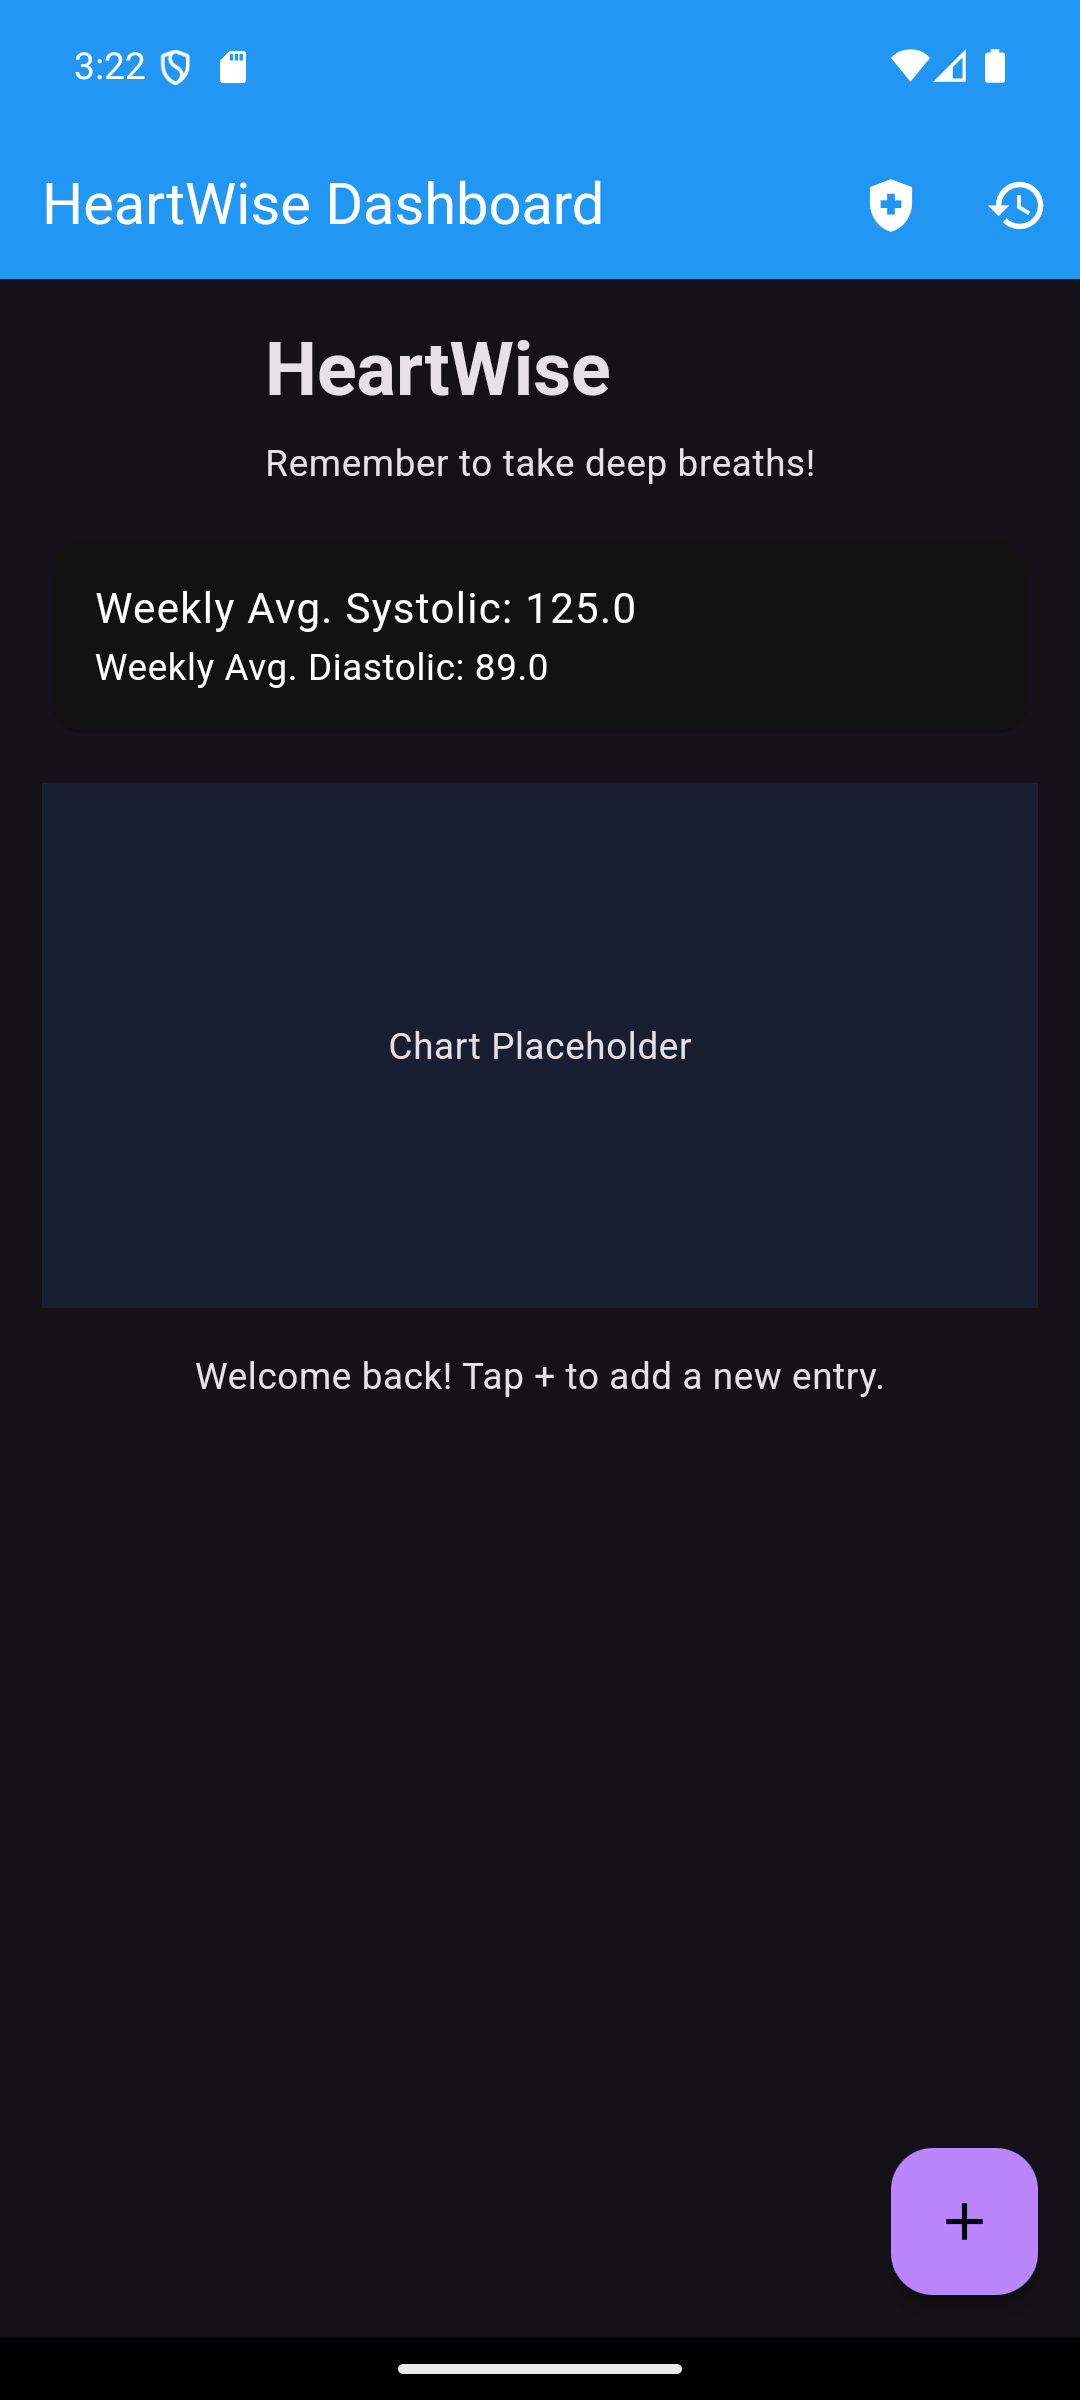 3:22
HeartWise Dashboard
HeartWise
Remember to take deep breaths!
Weekly Avg. Systolic: 125.0
Weekly Avg. Diastolic: 89.0
Chart Placeholder
Welcome back! Tap + to add a new entry.
+